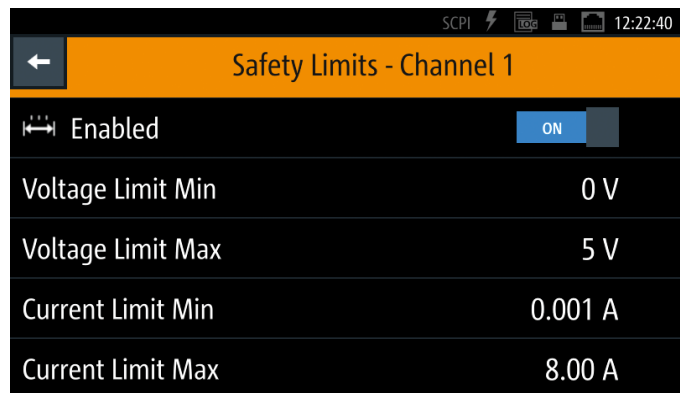 SCPI LOG 12:22:40
Safety Limits - Channel 1
Enabled ON
Voltage Limit Min 0 V
Voltage Limit Max 5 V
Current Limit Min 0.001 A
Current Limit Max 8.00 A